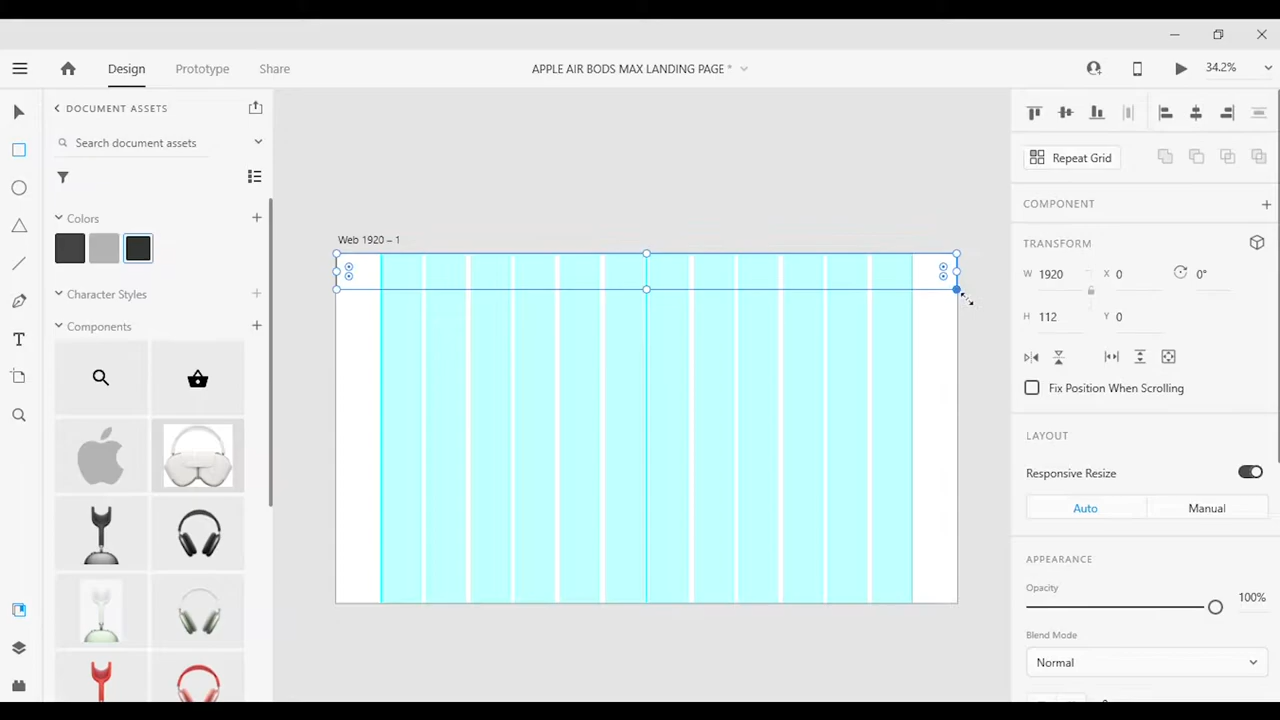 Design
Prototype
Share
APPLE AIR BODS MAX LANDING PAGE *
34.2%
DOCUMENT ASSETS
Search document assets
Colors
Character Styles
Components
Web 1920 – 1
Repeat Grid
COMPONENT
TRANSFORM
W 1920 X 0 0°
H 112 Y 0
Fix Position When Scrolling
LAYOUT
Responsive Resize
Auto Manual
APPEARANCE
Opacity
100%
Blend Mode
Normal